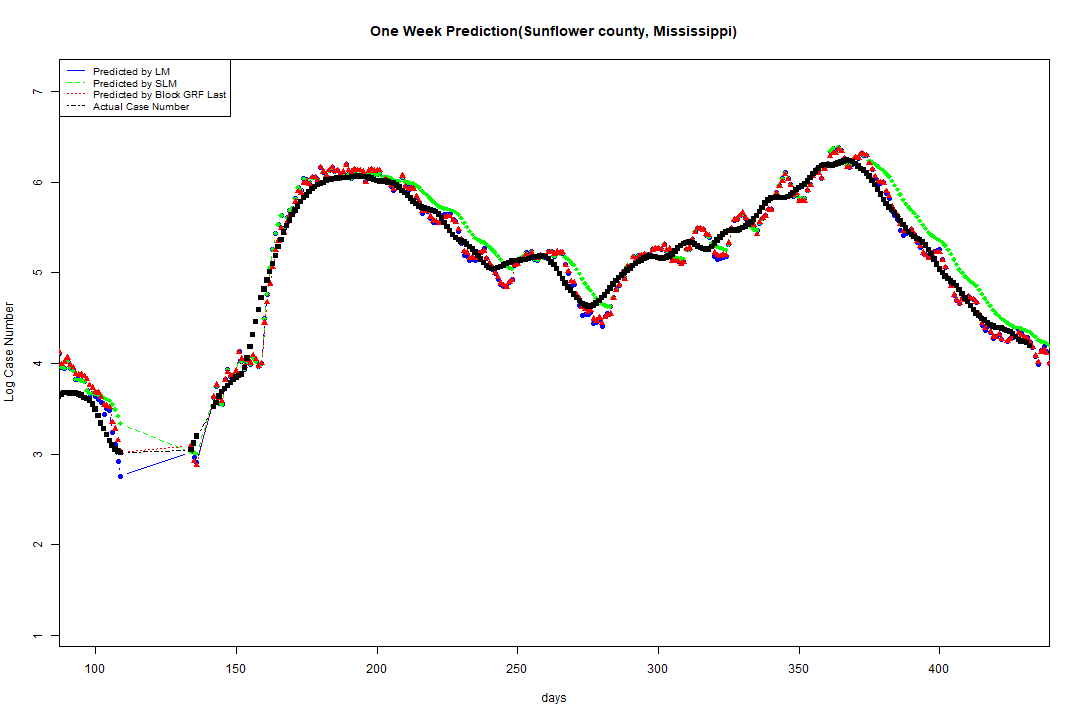 One Week Prediction(Sunflower county, Mississippi)
Predicted by LM
Predicted by SLM
Predicted by Block GRF Last
Actual Case Number
7
6
5
4
3
2
1
Log Case Number
100 150 200 250 300 350 400
days